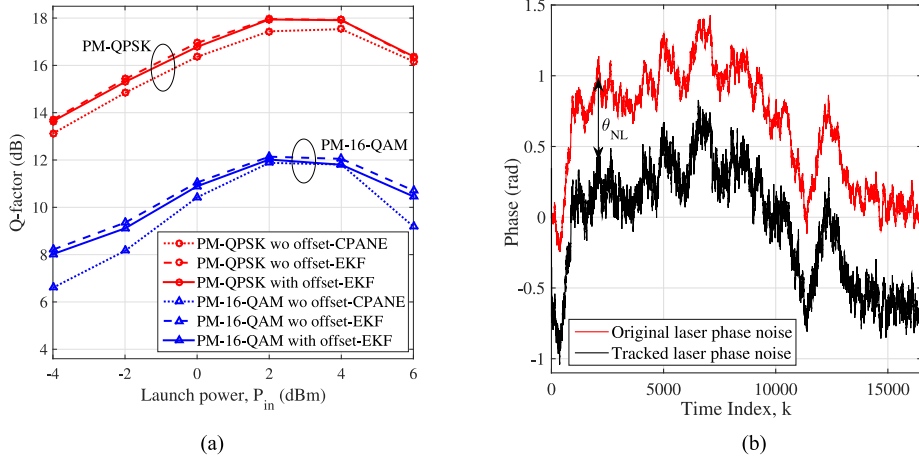 18
16
14
12
10
8
6
4
Q-factor (dB)
PM-QPSK
PM-16-QAM
PM-QPSK wo offset-CPANE
PM-QPSK wo offset-EKF
PM-QPSK with offset-EKF
PM-16-QAM wo offset-CPANE
PM-16-QAM wo offset-EKF
PM-16-QAM with offset-EKF
-4 -2 0 2 4 6
Launch power, P_in (dBm)
(a)
1
0.5
0
-0.5
-1
Phase (rad)
θ_NL
Original laser phase noise
Tracked laser phase noise
0 5000 10000 15000
Time Index, k
(b)